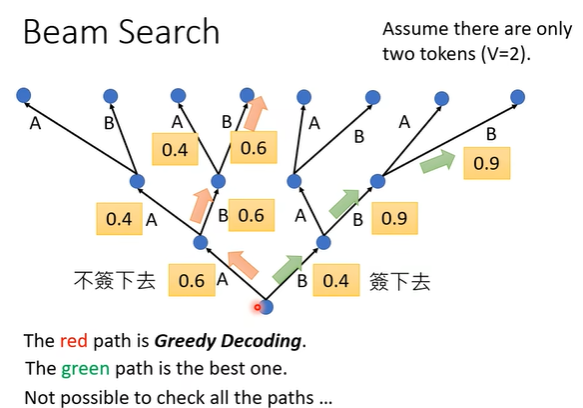 Beam Search
Assume there are only
two tokens (V=2).
A B A B A B A B
0.4 0.6 0.9
0.4 A B 0.6 A B 0.9
不簽下去 0.6 A B 0.4 簽下去
The red path is Greedy Decoding.
The green path is the best one.
Not possible to check all the paths ...